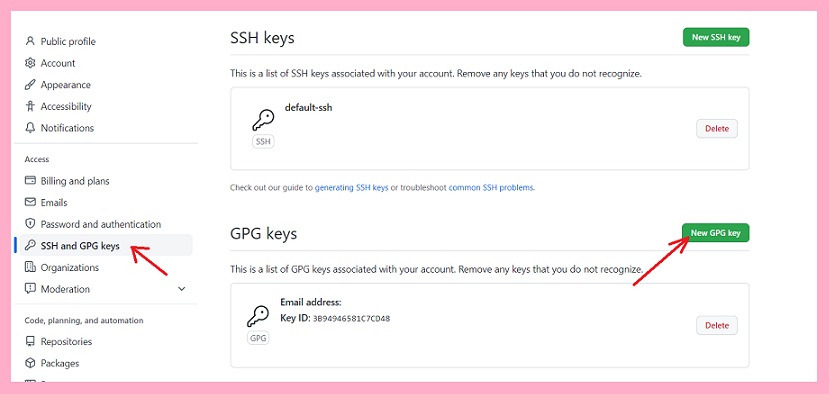 Public profile
Account
Appearance
Accessibility
Notifications
Access
Billing and plans
Emails
Password and authentication
SSH and GPG keys
Organizations
Moderation
Code, planning, and automation
Repositories
Packages
SSH keys
New SSH key
This is a list of SSH keys associated with your account. Remove any keys that you do not recognize.
default-ssh
SSH
Delete
Check out our guide to generating SSH keys or troubleshoot common SSH problems.
GPG keys
New GPG key
This is a list of GPG keys associated with your account. Remove any keys that you do not recognize.
Email address:
Key ID: 3B94946581C7CD48
GPG
Delete